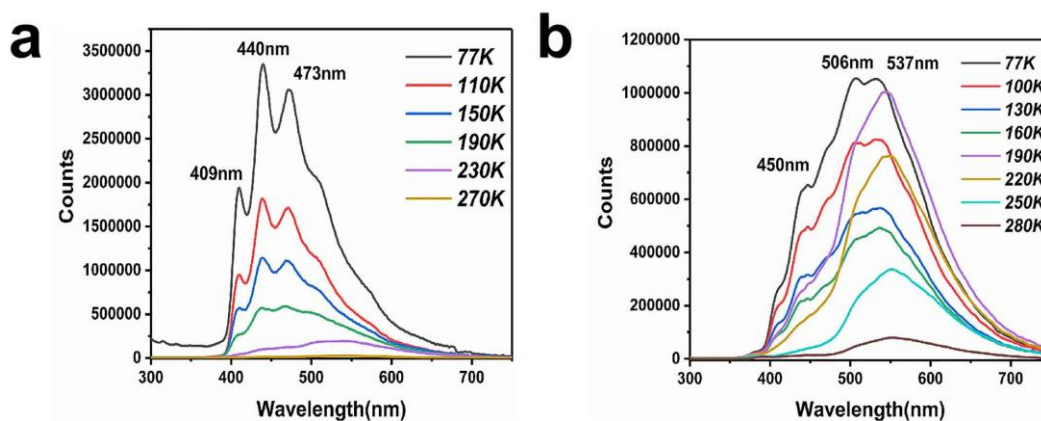 a
440nm
473nm
409nm
77K
110K
150K
190K
230K
270K
Counts
3500000
3000000
2500000
2000000
1500000
1000000
500000
0
300 400 500 600 700
Wavelength(nm)
b
506nm 537nm
450nm
77K
100K
130K
160K
190K
220K
250K
280K
Counts
1200000
1000000
800000
600000
400000
200000
0
300 400 500 600 700
Wavelength(nm)